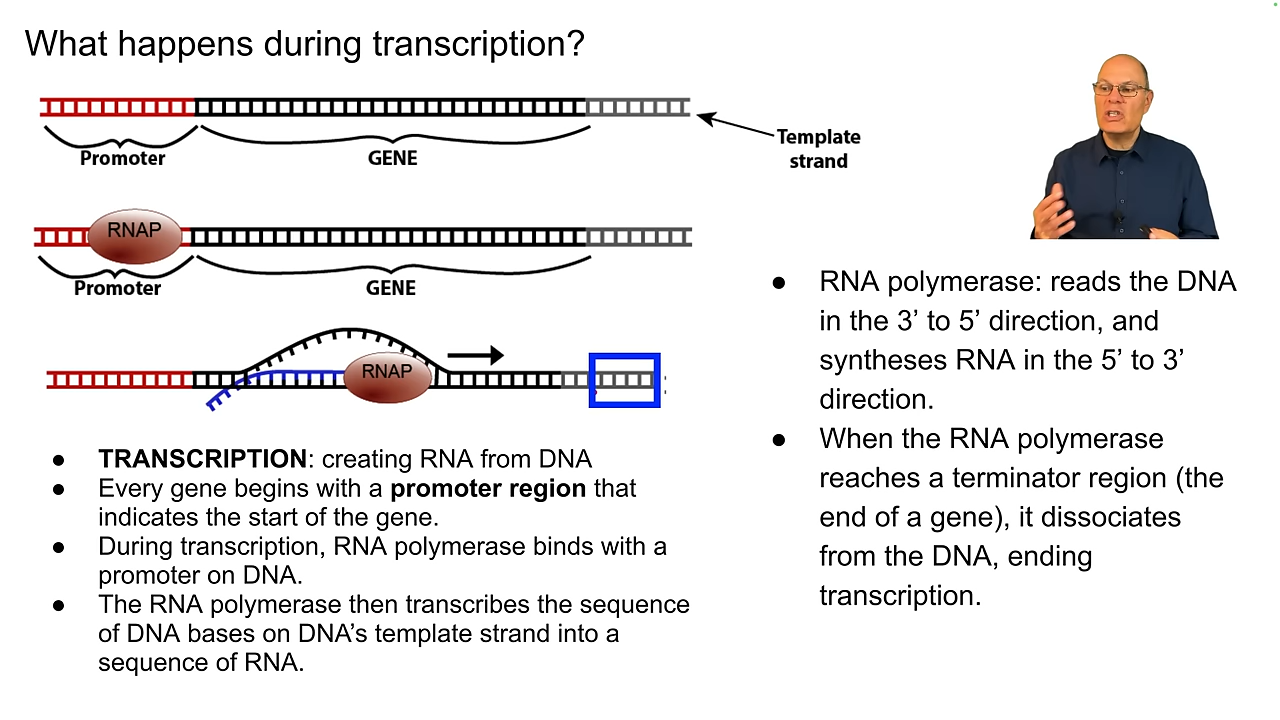 What happens during transcription?
Promoter
GENE
Template
strand
RNAP
Promoter
GENE
RNAP
● TRANSCRIPTION: creating RNA from DNA
● Every gene begins with a promoter region that
indicates the start of the gene.
● During transcription, RNA polymerase binds with a
promoter on DNA.
● The RNA polymerase then transcribes the sequence
of DNA bases on DNA’s template strand into a
sequence of RNA.
● RNA polymerase: reads the DNA
in the 3’ to 5’ direction, and
syntheses RNA in the 5’ to 3’
direction.
● When the RNA polymerase
reaches a terminator region (the
end of a gene), it dissociates
from the DNA, ending
transcription.